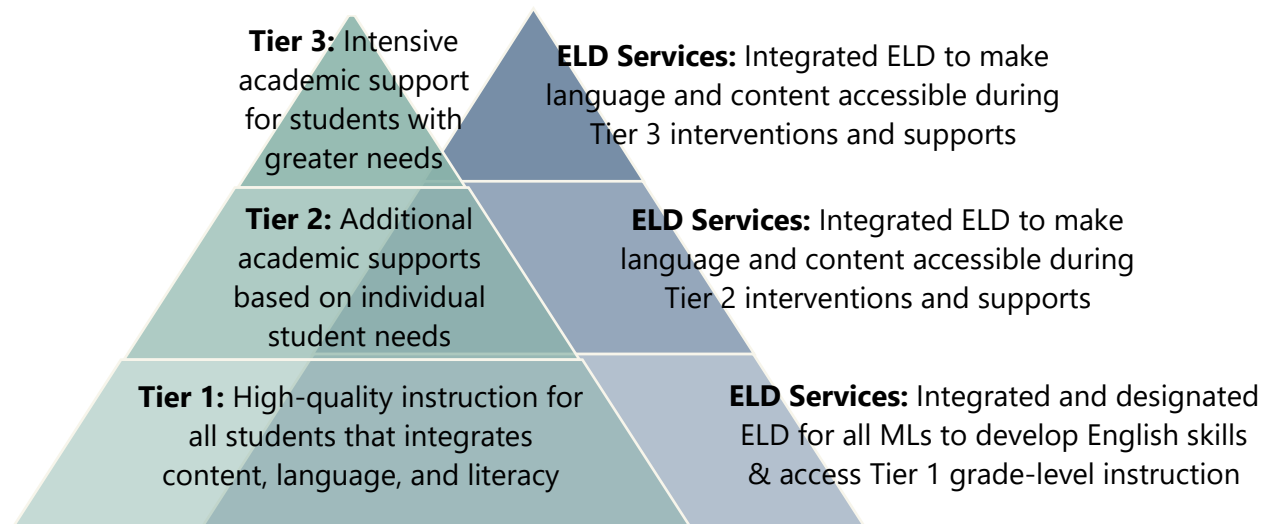 Tier 3: Intensive
academic support
for students with
greater needs
ELD Services: Integrated ELD to make
language and content accessible during
Tier 3 interventions and supports
Tier 2: Additional
academic supports
based on individual
student needs
ELD Services: Integrated ELD to make
language and content accessible during
Tier 2 interventions and supports
Tier 1: High-quality instruction for
all students that integrates
content, language, and literacy
ELD Services: Integrated and designated
ELD for all MLs to develop English skills
& access Tier 1 grade-level instruction